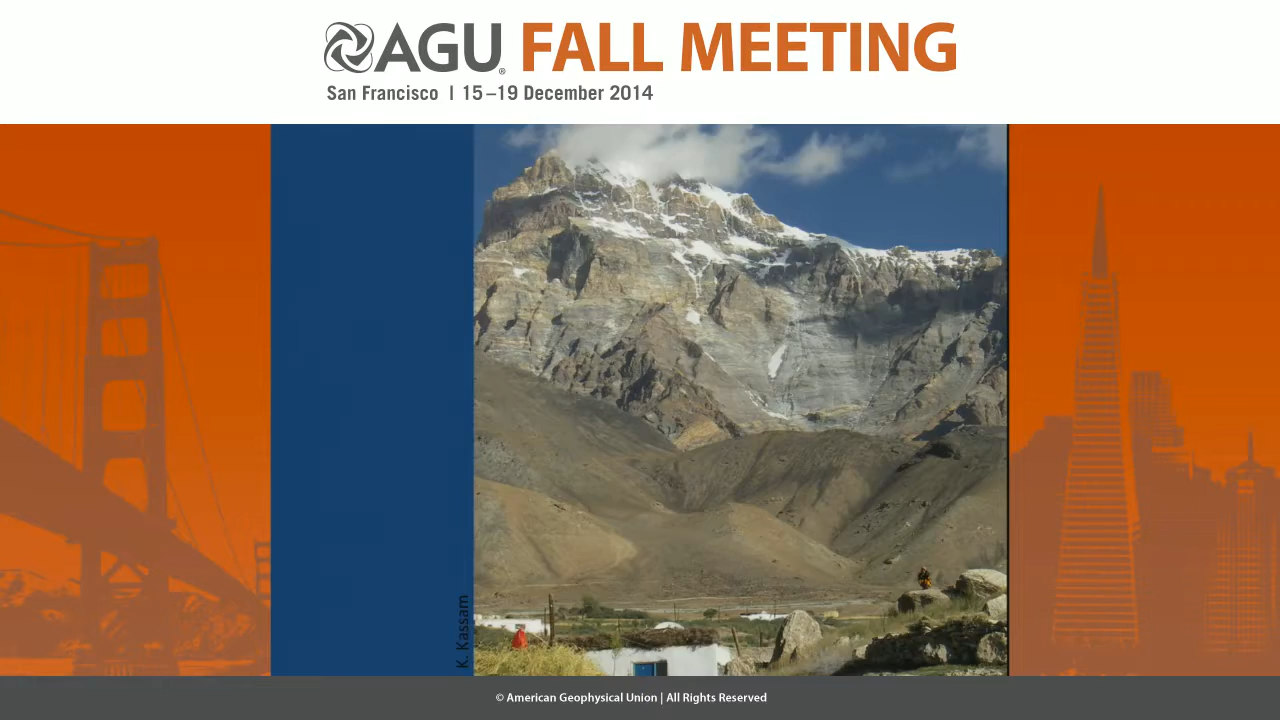 AGU® FALL MEETING
San Francisco | 15–19 December 2014
K. Kassam
© American Geophysical Union | All Rights Reserved